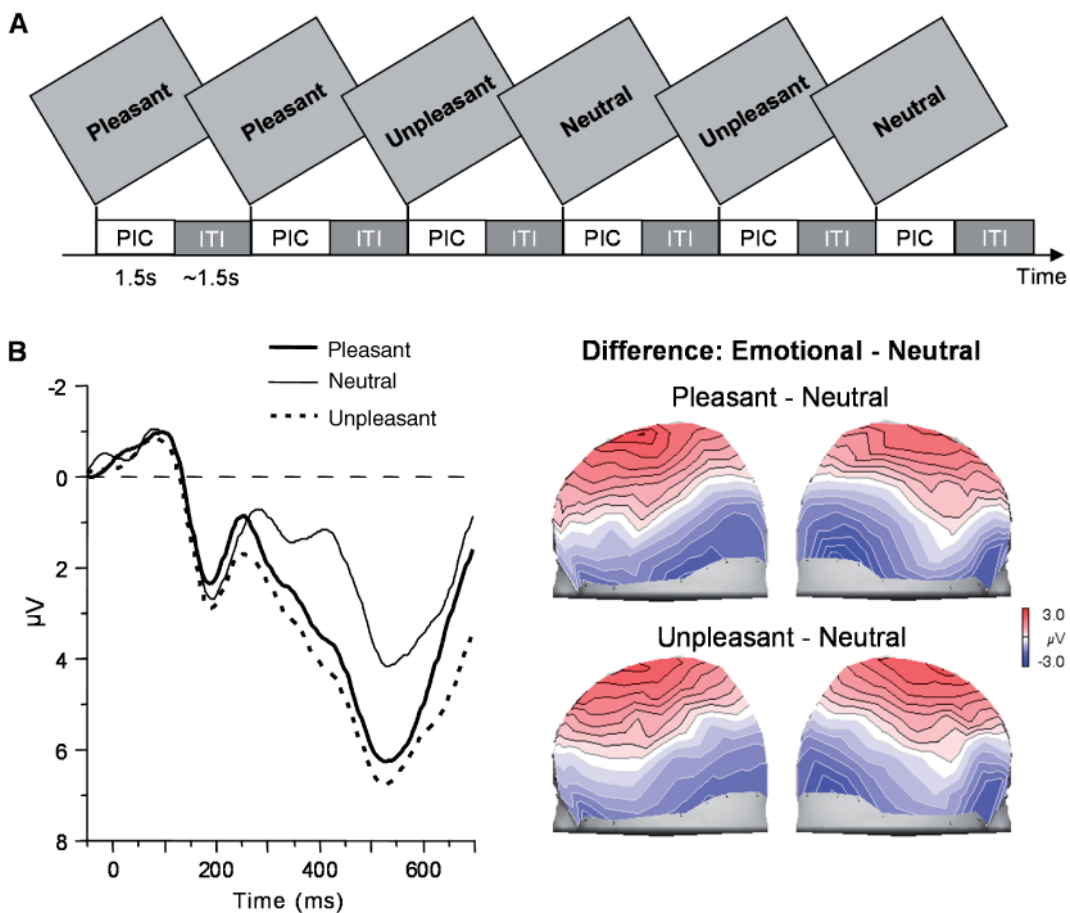 A
Pleasant
Pleasant
Unpleasant
Neutral
Unpleasant
Neutral
PIC ITI PIC ITI PIC ITI PIC ITI PIC ITI PIC ITI
1.5s ~1.5s
Time
B
Pleasant
Neutral
Unpleasant
-2
0
2
4
6
8
µV
0 200 400 600
Time (ms)
Difference: Emotional - Neutral
Pleasant - Neutral
Unpleasant - Neutral
3.0
µV
-3.0